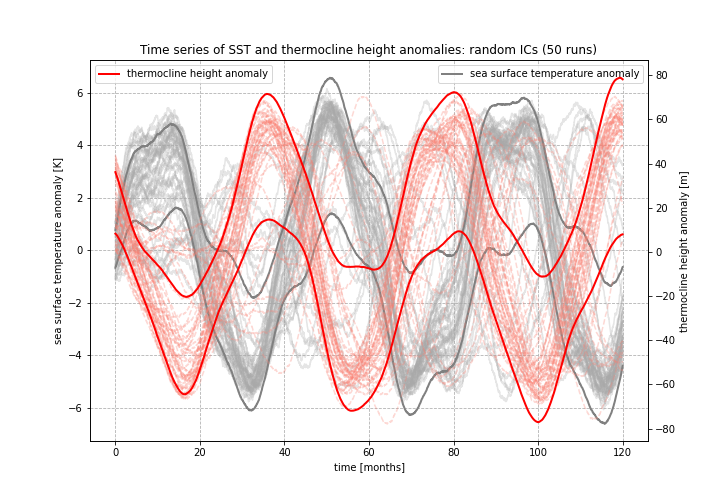 Time series of SST and thermocline height anomalies: random ICs (50 runs)
thermocline height anomaly
sea surface temperature anomaly
sea surface temperature anomaly [K]
6
4
2
0
−2
−4
−6
80
60
40
20
0
−20
−40
−60
−80
thermocline height anomaly [m]
0 20 40 60 80 100 120
time [months]